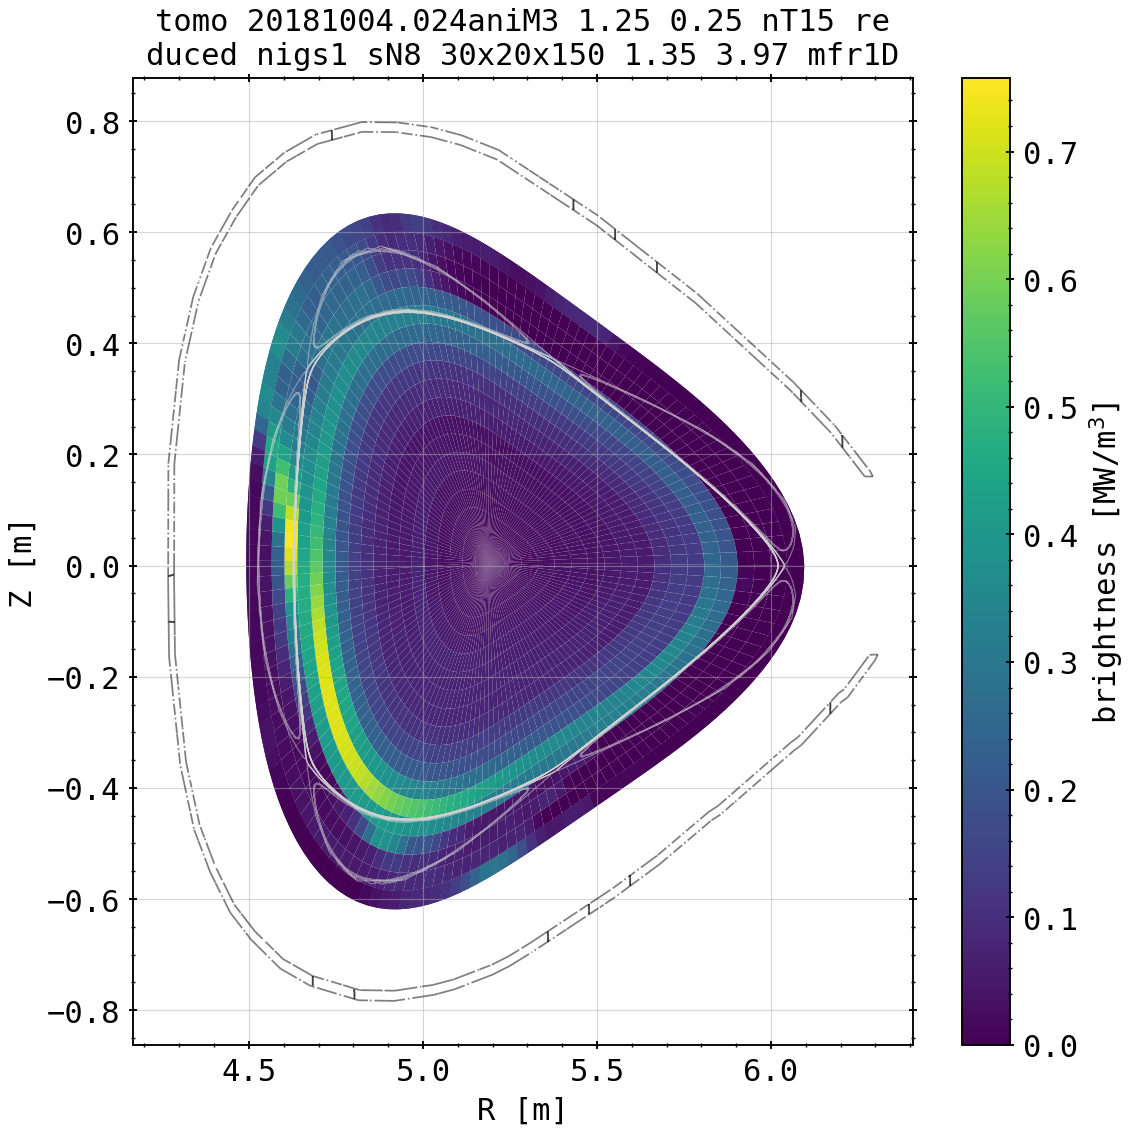 tomo 20181004.024aniM3 1.25 0.25 nT15 re
duced nigs1 sN8 30x20x150 1.35 3.97 mfr1D
0.8
0.6
0.4
0.2
0.0
−0.2
−0.4
−0.6
−0.8
Z [m]
4.5 5.0 5.5 6.0
R [m]
0.7
0.6
0.5
0.4
0.3
0.2
0.1
0.0
brightness [MW/m³]